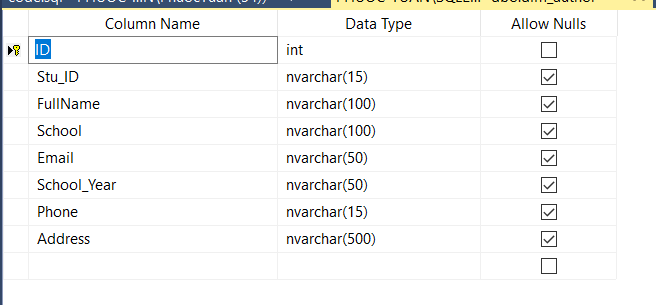 Column Name Data Type Allow Nulls
ID int
Stu_ID nvarchar(15)
FullName nvarchar(100)
School nvarchar(100)
Email nvarchar(50)
School_Year nvarchar(50)
Phone nvarchar(15)
Address nvarchar(500)